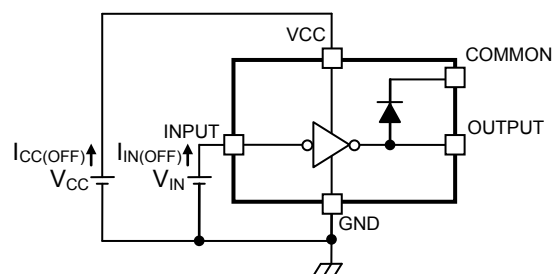 VCC
COMMON
INPUT
OUTPUT
ICC(OFF)
IIN(OFF)
VCC
VIN
GND